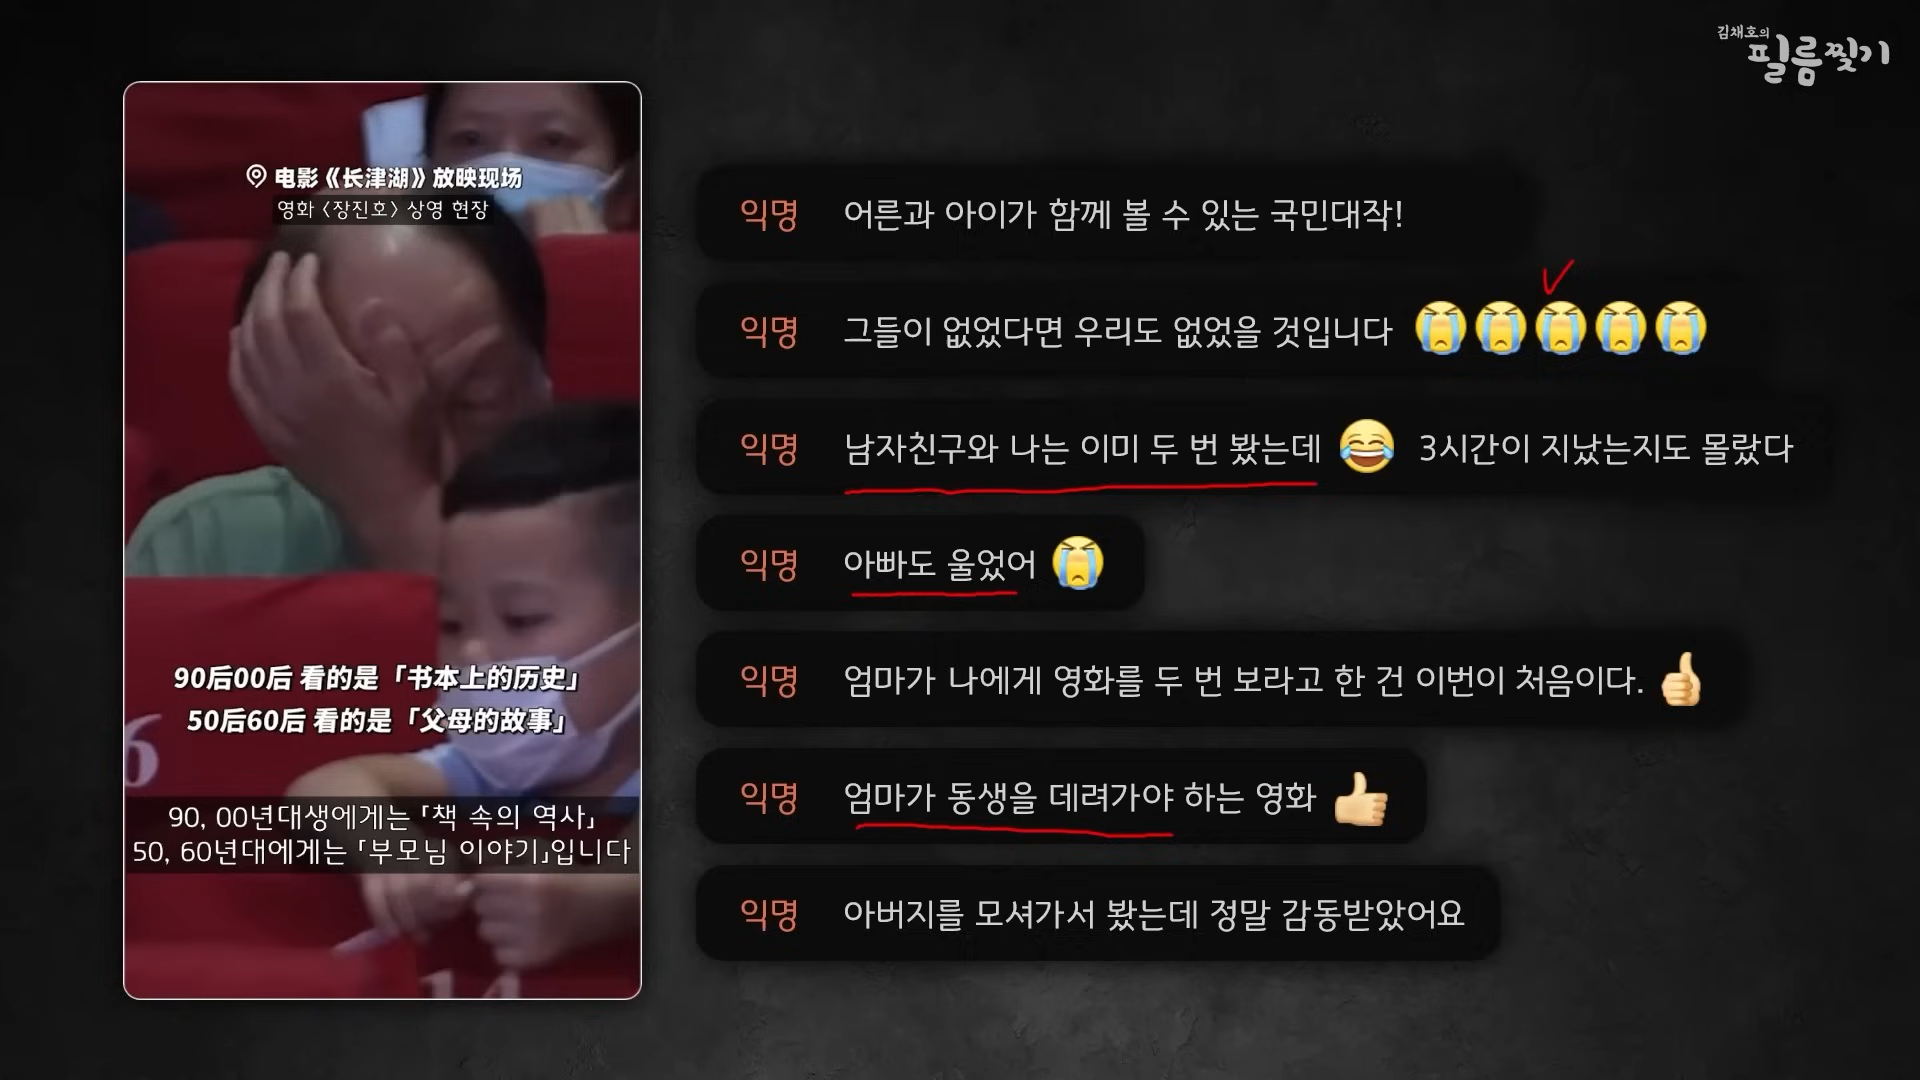 김채호의
필름찢기
电影《长津湖》放映现场
영화 〈장진호〉 상영 현장
90后00后 看的是「书本上的历史」
50后60后 看的是「父母的故事」
6
90, 00년대생에게는 「책 속의 역사」
50, 60년대에게는 「부모님 이야기」입니다
14
익명 어른과 아이가 함께 볼 수 있는 국민대작!
익명 그들이 없었다면 우리도 없었을 것입니다 😭😭😭😭😭
익명 남자친구와 나는 이미 두 번 봤는데 😂 3시간이 지났는지도 몰랐다
익명 아빠도 울었어 😭
익명 엄마가 나에게 영화를 두 번 보라고 한 건 이번이 처음이다. 👍
익명 엄마가 동생을 데려가야 하는 영화 👍
익명 아버지를 모셔가서 봤는데 정말 감동받았어요